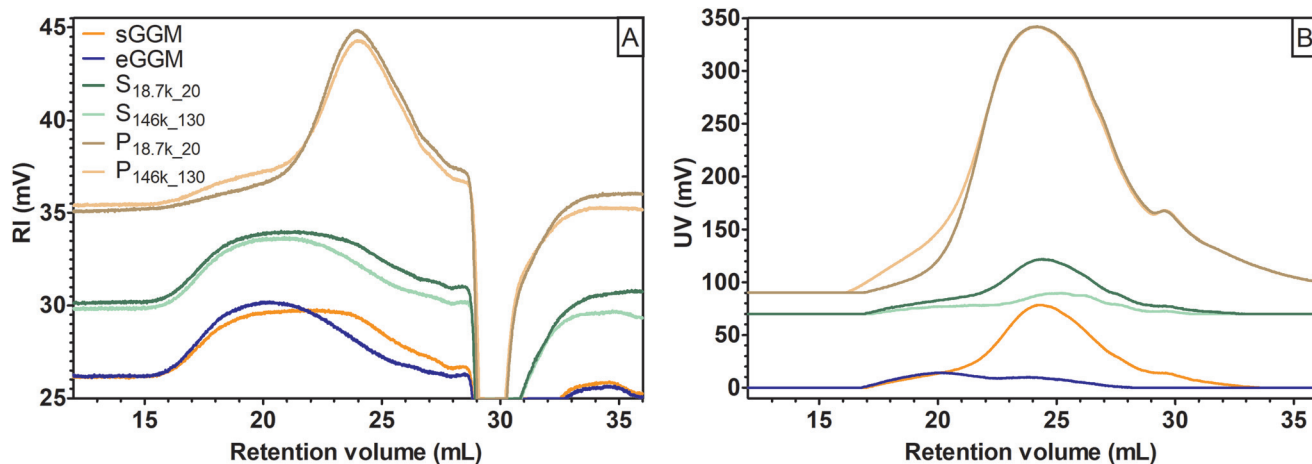 45
40
35
30
25
RI (mV)
sGGM
eGGM
S18.7k_20
S146k_130
P18.7k_20
P146k_130
A
15 20 25 30 35
Retention volume (mL)
350
300
250
200
150
100
50
0
UV (mV)
B
15 20 25 30 35
Retention volume (mL)